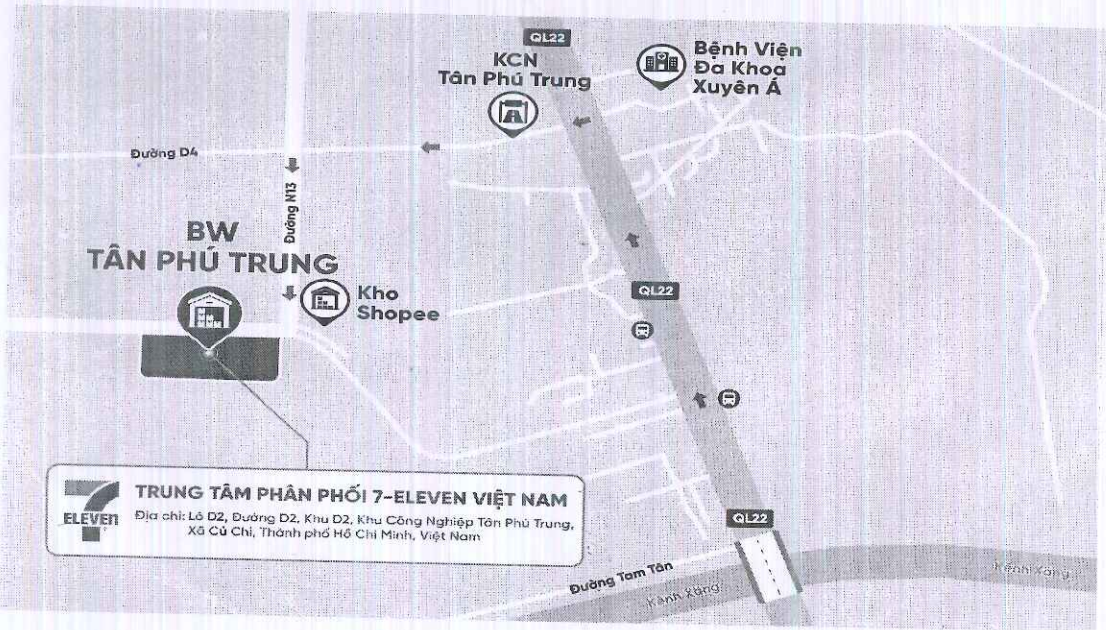 QL22
KCN
Tân Phú Trung
Bệnh Viện
Đa Khoa
Xuyên Á
Đường D4
Đường N13
BW
TÂN PHÚ TRUNG
Kho
Shopee
QL22
7
ELEVEn
TRUNG TÂM PHÂN PHỐI 7-ELEVEN VIỆT NAM
Địa chỉ: Lô D2, Đường D2, Khu D2, Khu Công Nghiệp Tân Phú Trung,
Xã Củ Chi, Thành phố Hồ Chí Minh, Việt Nam
QL22
Đường Tam Tân
Kênh Xáng
Kênh Xáng